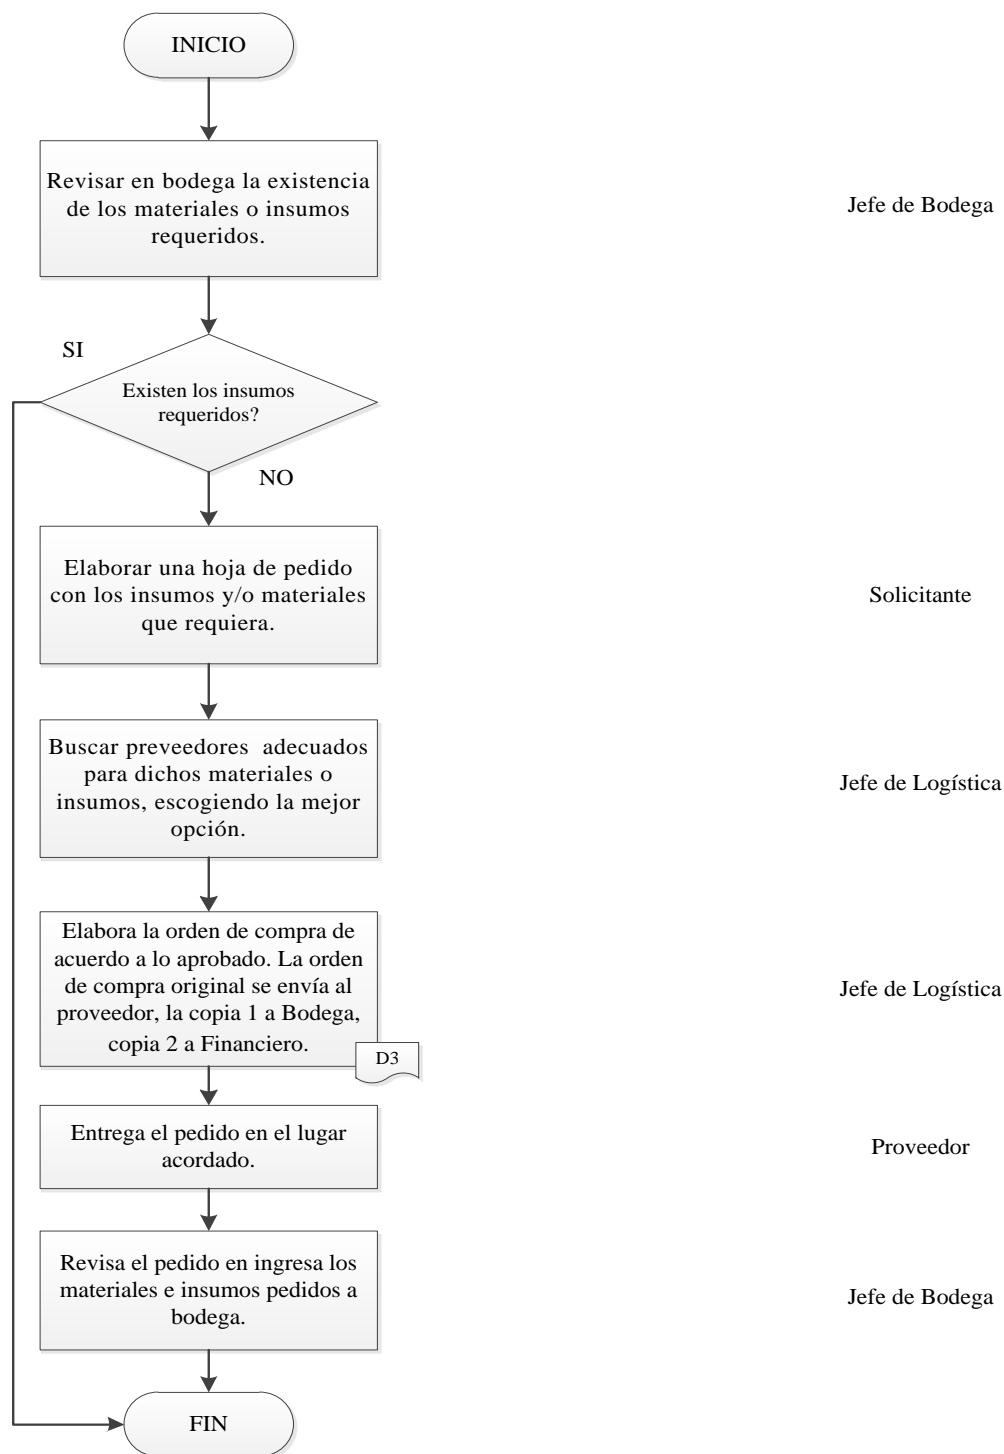 INICIO
Revisar en bodega la existencia
de los materiales o insumos
requeridos.
Jefe de Bodega
SI
Existen los insumos
requeridos?
NO
Elaborar una hoja de pedido
con los insumos y/o materiales
que requiera.
Solicitante
Buscar preveedores adecuados
para dichos materiales o
insumos, escogiendo la mejor
opción.
Jefe de Logística
Elabora la orden de compra de
acuerdo a lo aprobado. La orden
de compra original se envía al
proveedor, la copia 1 a Bodega,
copia 2 a Financiero.
Jefe de Logística
D3
Entrega el pedido en el lugar
acordado.
Proveedor
Revisa el pedido en ingresa los
materiales e insumos pedidos a
bodega.
Jefe de Bodega
FIN